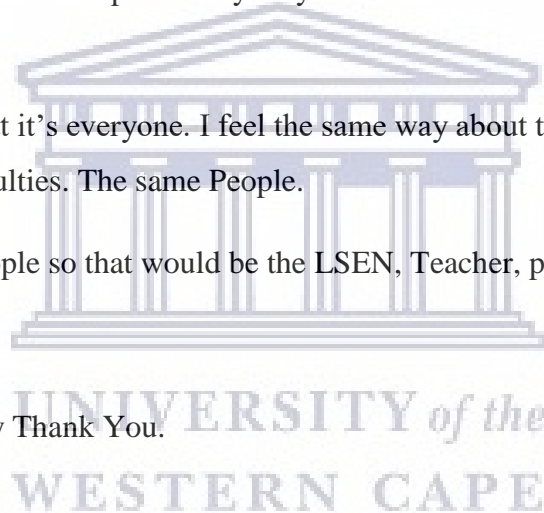 t it's everyone. I feel the same way about t
ulties. The same People.
ople so that would be the LSEN, Teacher, p
y Thank You.
UNIVERSITY of the
WESTERN CAPE